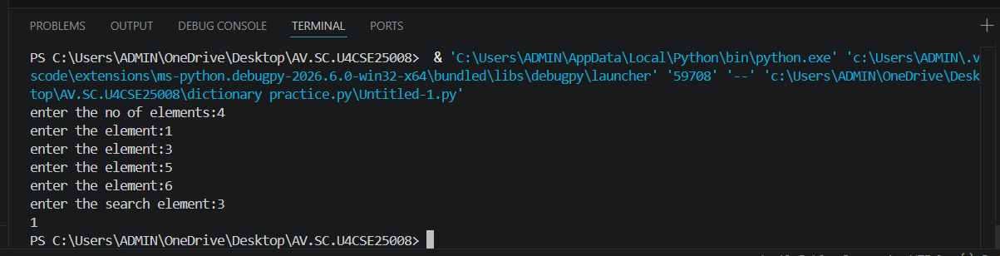 PROBLEMS OUTPUT DEBUG CONSOLE TERMINAL PORTS
PS C:\Users\ADMIN\OneDrive\Desktop\AV.SC.U4CSE25008>  & 'C:\Users\ADMIN\AppData\Local\Python\bin\python.exe' 'c:\Users\ADMIN\.v
scode\extensions\ms-python.debugpy-2026.6.0-win32-x64\bundled\libs\debugpy\launcher' '59708' '--' 'c:\Users\ADMIN\OneDrive\Desk
top\AV.SC.U4CSE25008\dictionary practice.py\Untitled-1.py'
enter the no of elements:4
enter the element:1
enter the element:3
enter the element:5
enter the element:6
enter the search element:3
1
PS C:\Users\ADMIN\OneDrive\Desktop\AV.SC.U4CSE25008>